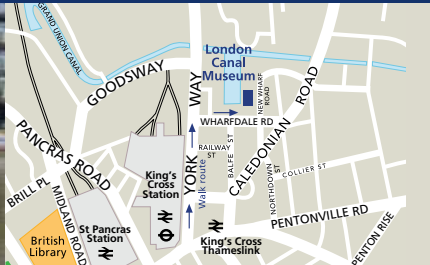 GRAND UNION CANAL
London
Canal
Museum
GOODSWAY
YORK WAY
NEW WHARF
ROAD
CALEDONIAN ROAD
WHARFDALE RD
PANCRAS ROAD
RAILWAY
ST
BALFE ST
Walk route
NORTHDOWN
ST
COLLIER ST
BRILL PL
MIDLAND ROAD
King's
Cross
Station
PENTONVILLE RD
St Pancras
Station
British
Library
King's Cross
Thameslink
PENTON RISE